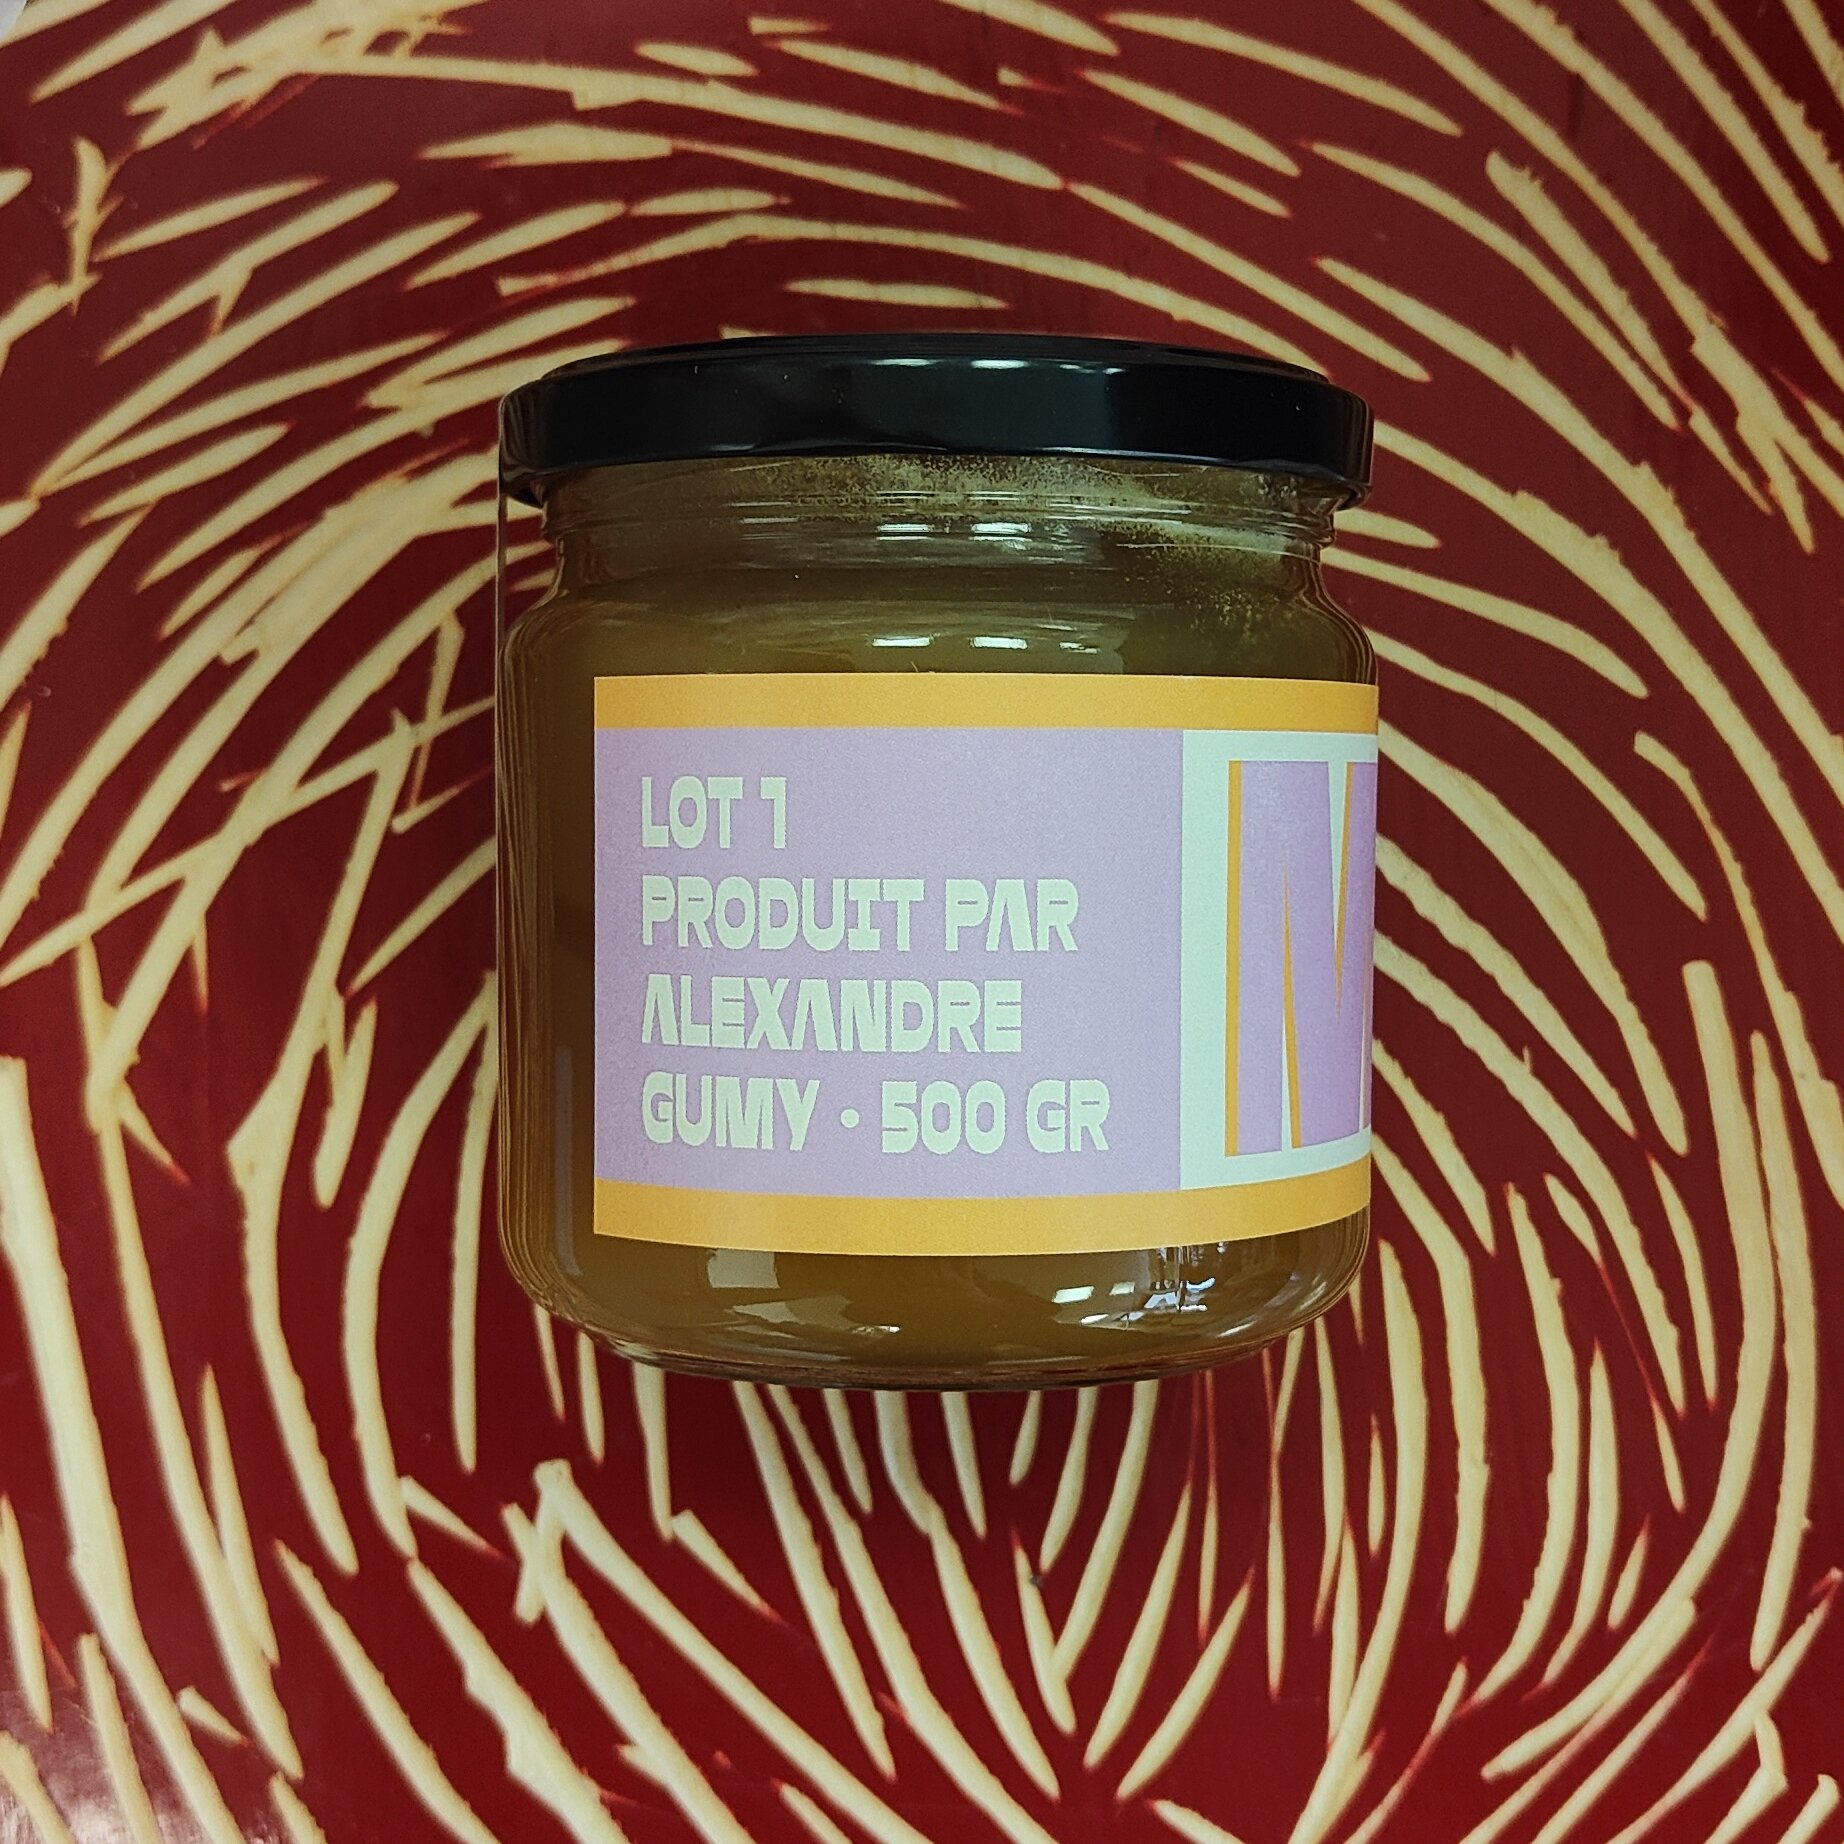 LOT 1
PRODUIT PAR
ALEXANDRE
GUMY • 500 GR
M